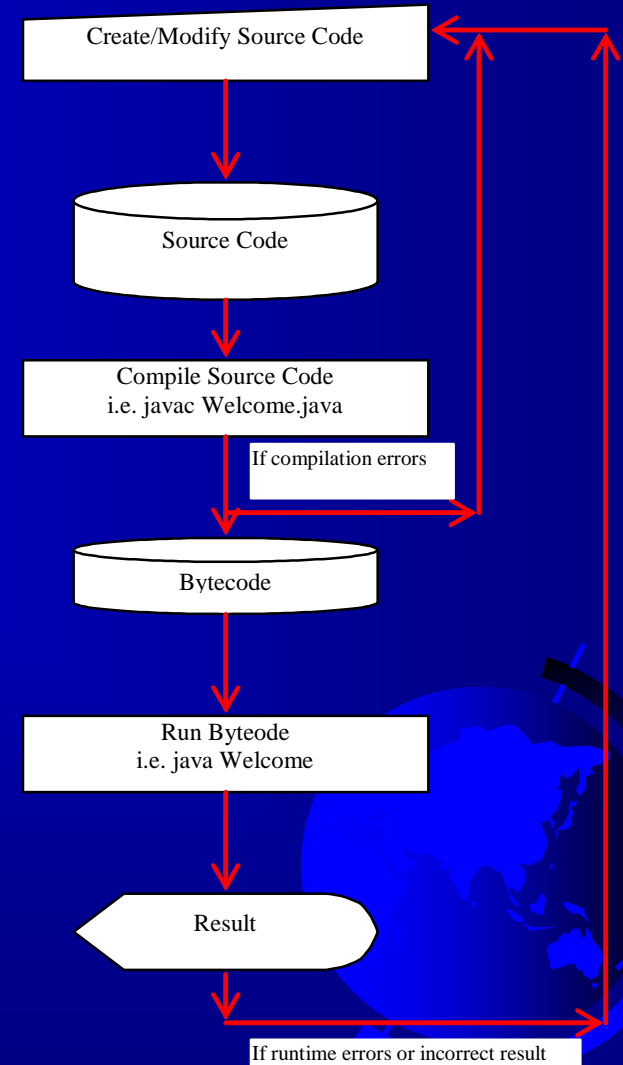 Create/Modify Source Code
Source Code
Compile Source Code
i.e. javac Welcome.java
If compilation errors
Bytecode
Run Byteode
i.e. java Welcome
Result
If runtime errors or incorrect result